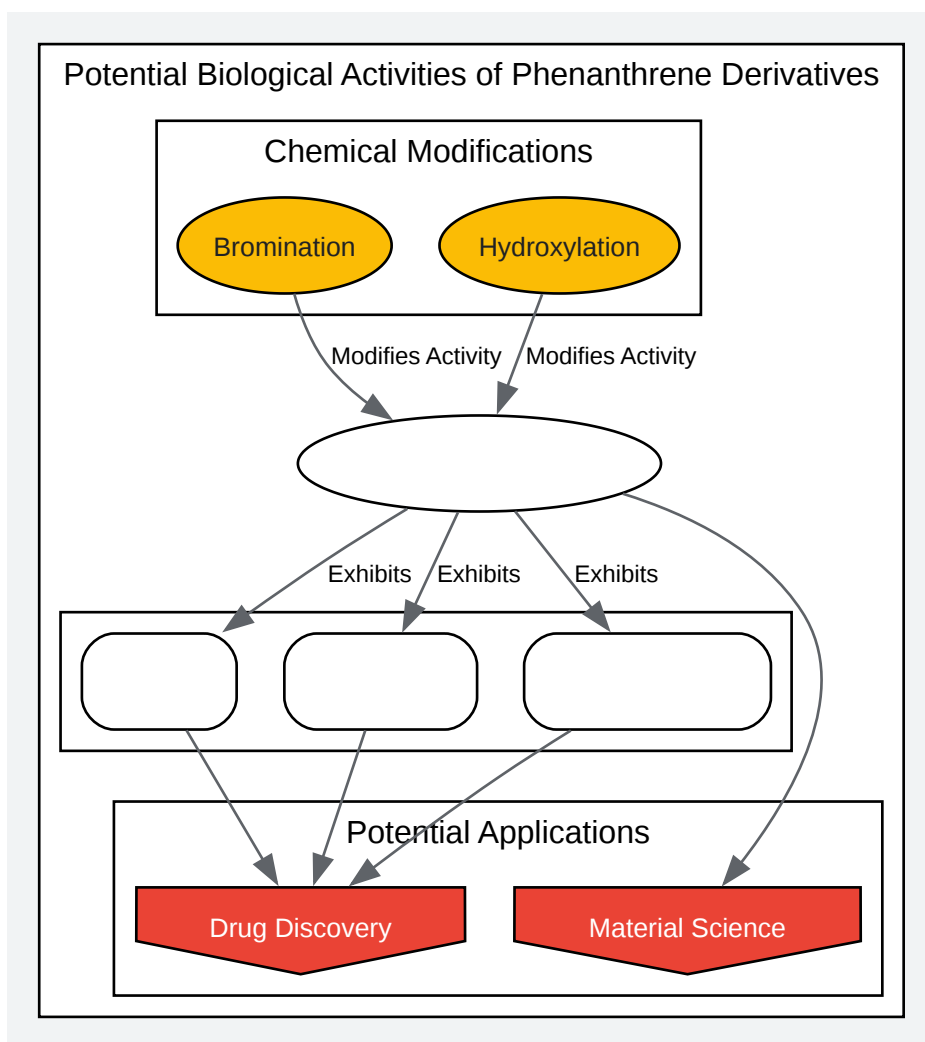 Potential Biological Activities of Phenanthrene Derivatives
Chemical Modifications
Bromination
Hydroxylation
Modifies Activity
Modifies Activity
Exhibits
Exhibits
Exhibits
Potential Applications
Drug Discovery
Material Science